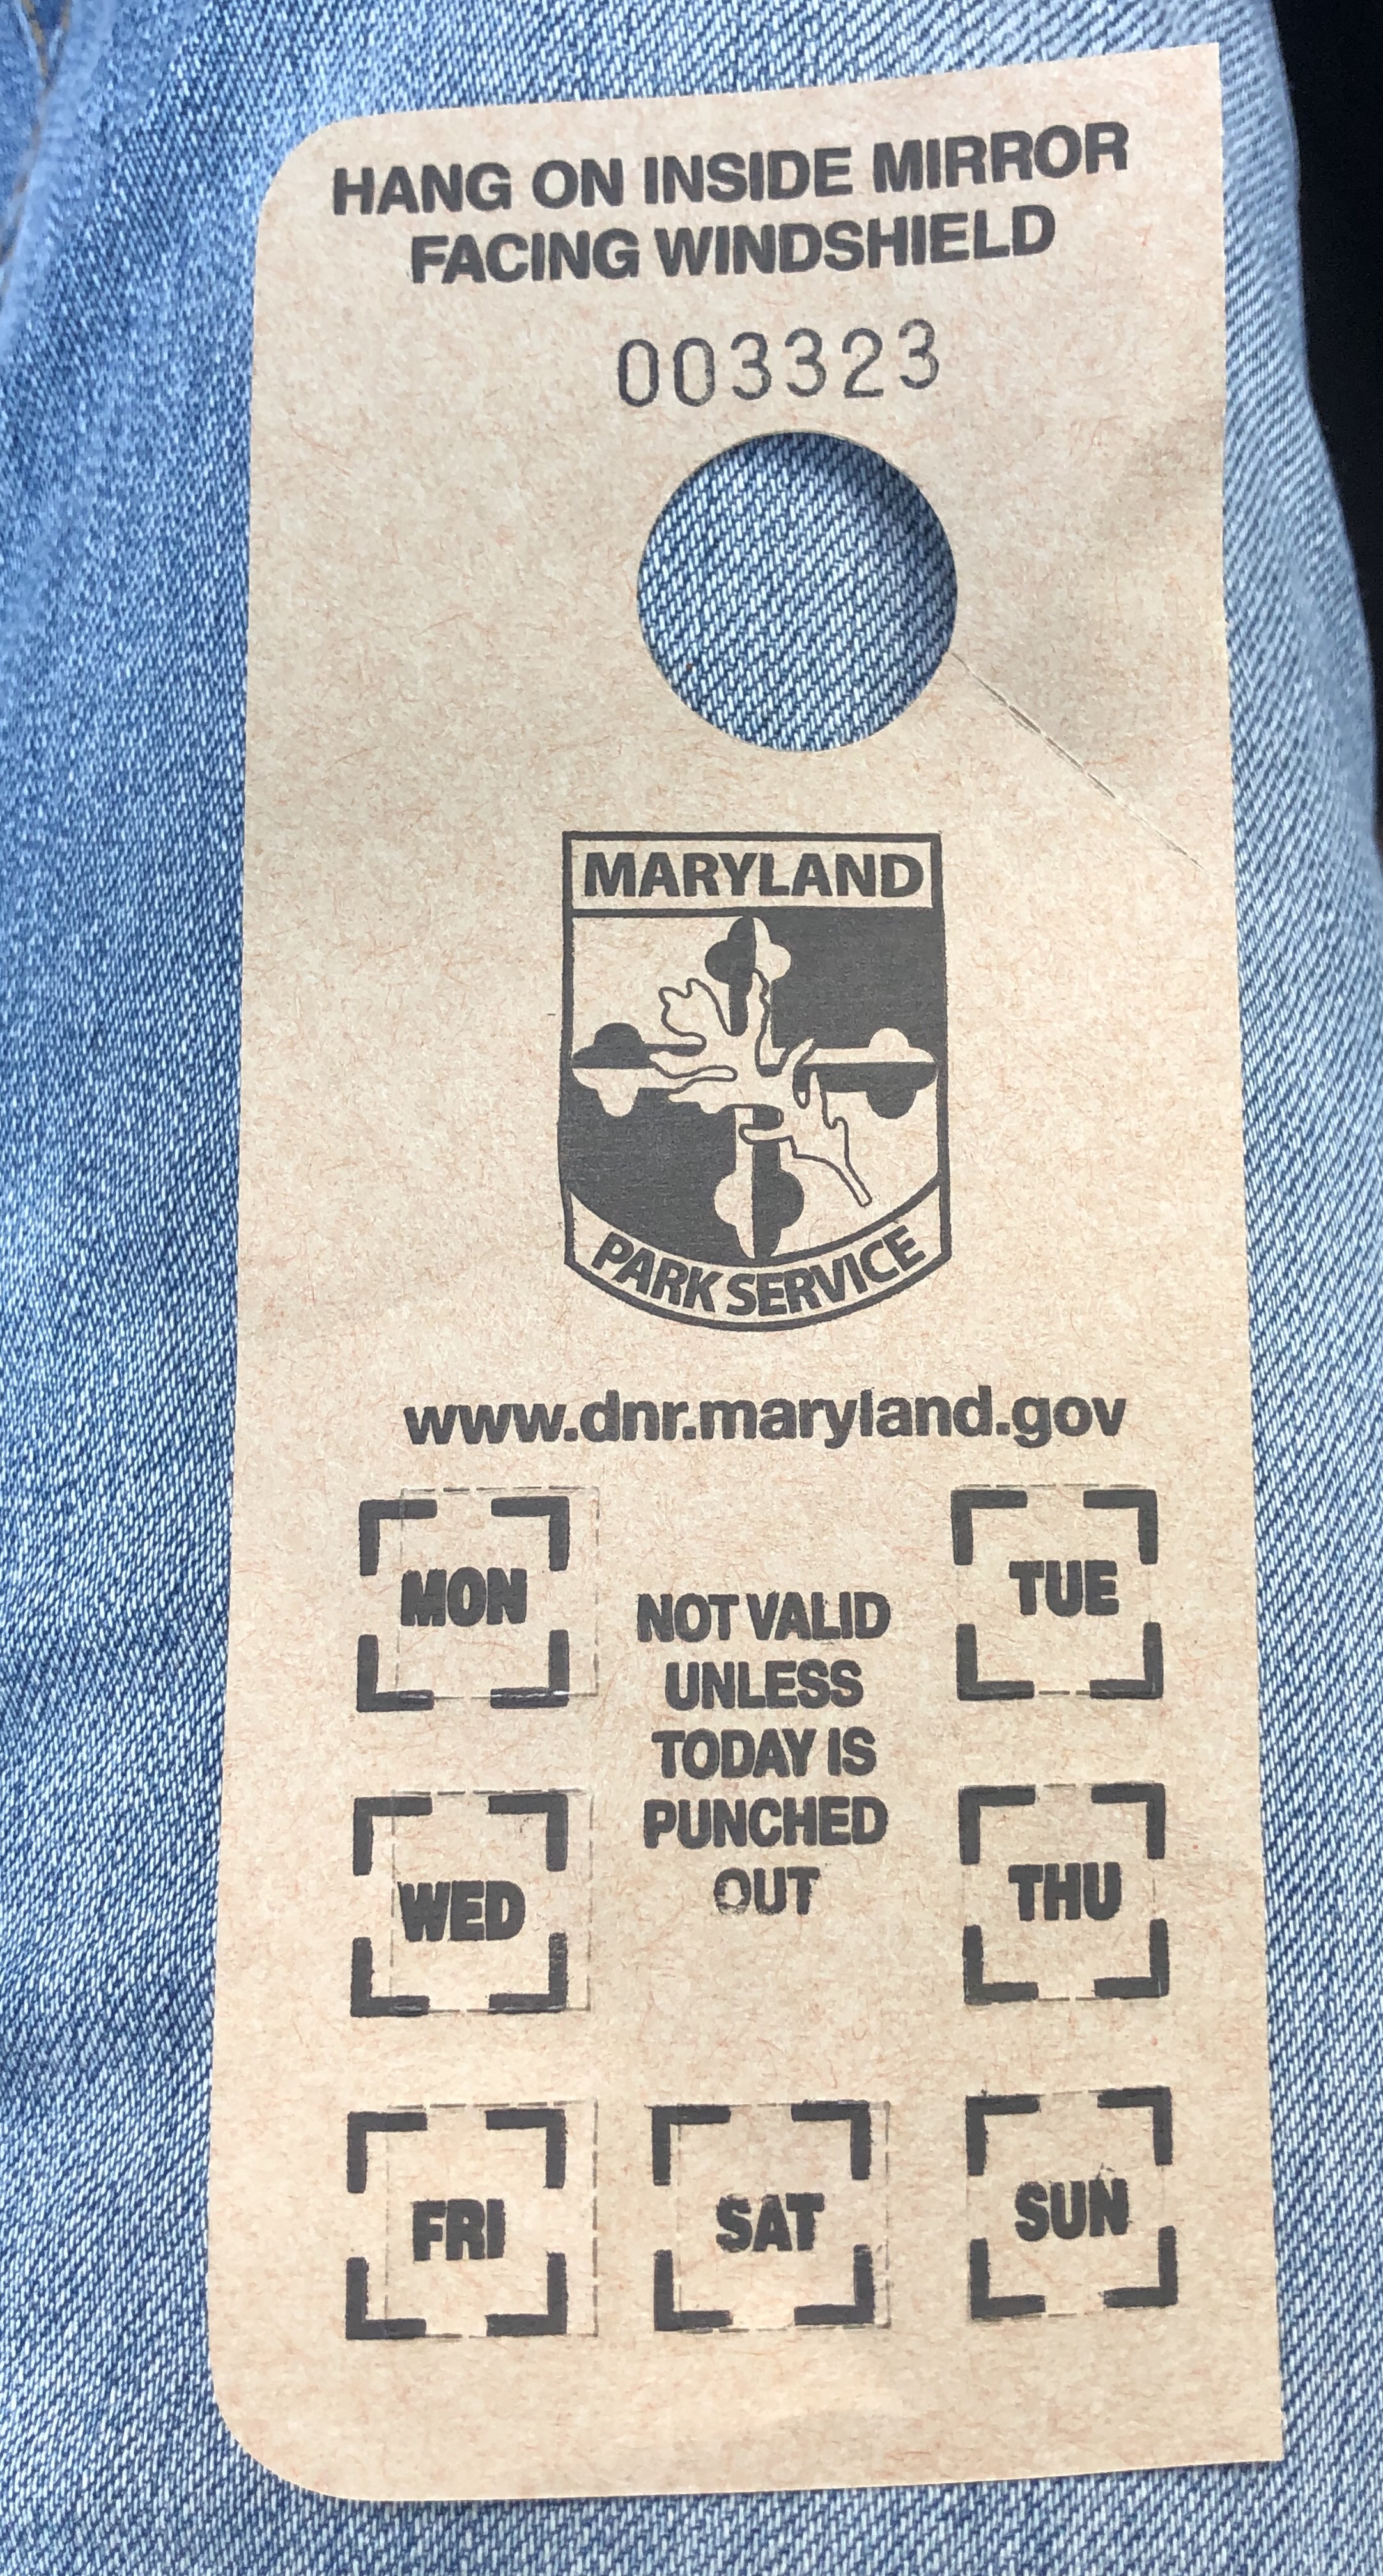 HANG ON INSIDE MIRROR
FACING WINDSHIELD
003323
MARYLAND
PARK SERVICE
www.dnr.maryland.gov
MON
TUE
NOT VALID
UNLESS
TODAY IS
PUNCHED
OUT
WED
THU
FRI
SAT
SUN